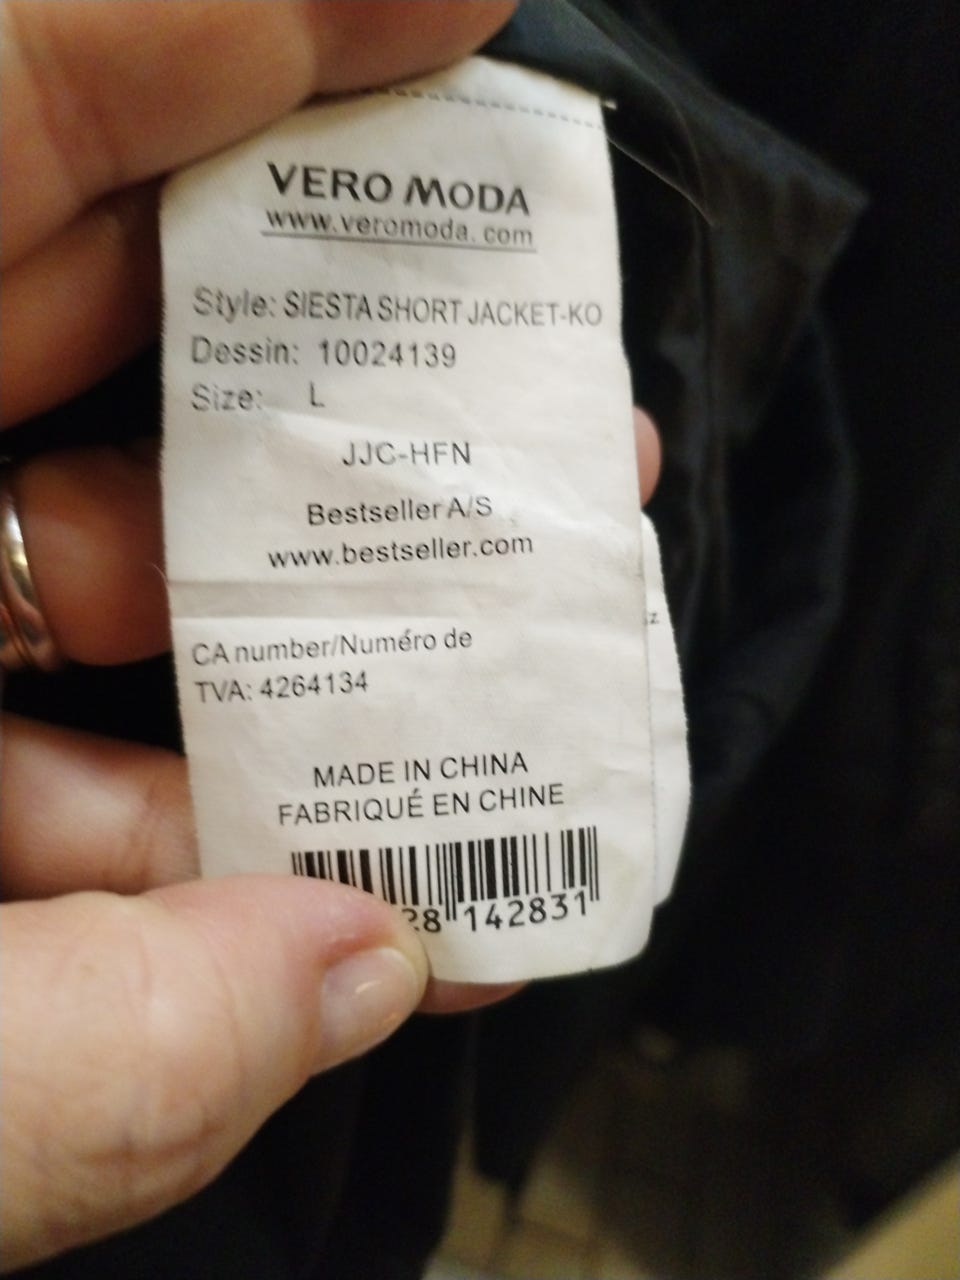 VERO MODA
www.veromoda.com
Style: SIESTA SHORT JACKET-KO
Dessin: 10024139
Size: L
JJC-HFN
Bestseller A/S
www.bestseller.com
CA number/Numéro de
TVA: 4264134
MADE IN CHINA
FABRIQUÉ EN CHINE
28 142831